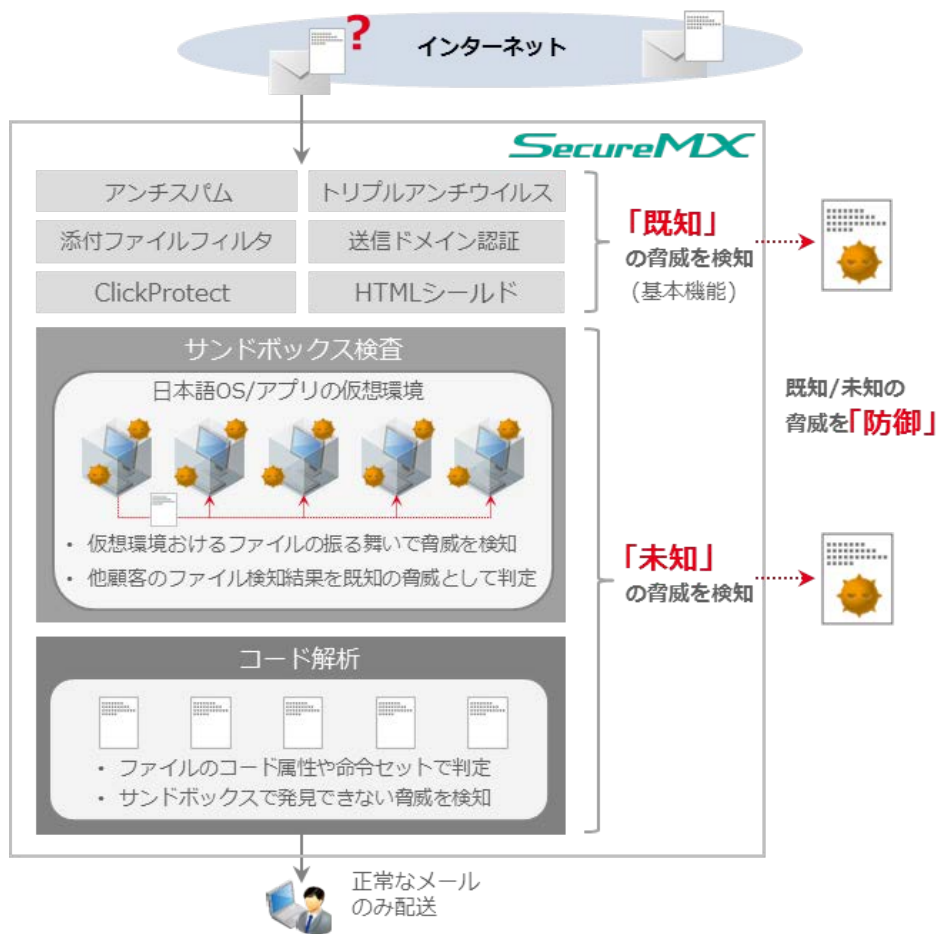 ?
インターネット
SecureMX
アンチスパム
トリプルアンチウイルス
添付ファイルフィルタ
送信ドメイン認証
ClickProtect
HTMLシールド
「既知」
の脅威を検知
(基本機能)
サンドボックス検査
日本語OS/アプリの仮想環境
・ 仮想環境おけるファイルの振る舞いで脅威を検知
・ 他顧客のファイル検知結果を既知の脅威として判定
既知/未知の
脅威を「防御」
「未知」
の脅威を検知
コード解析
・ ファイルのコード属性や命令セットで判定
・ サンドボックスで発見できない脅威を検知
正常なメール
のみ配送